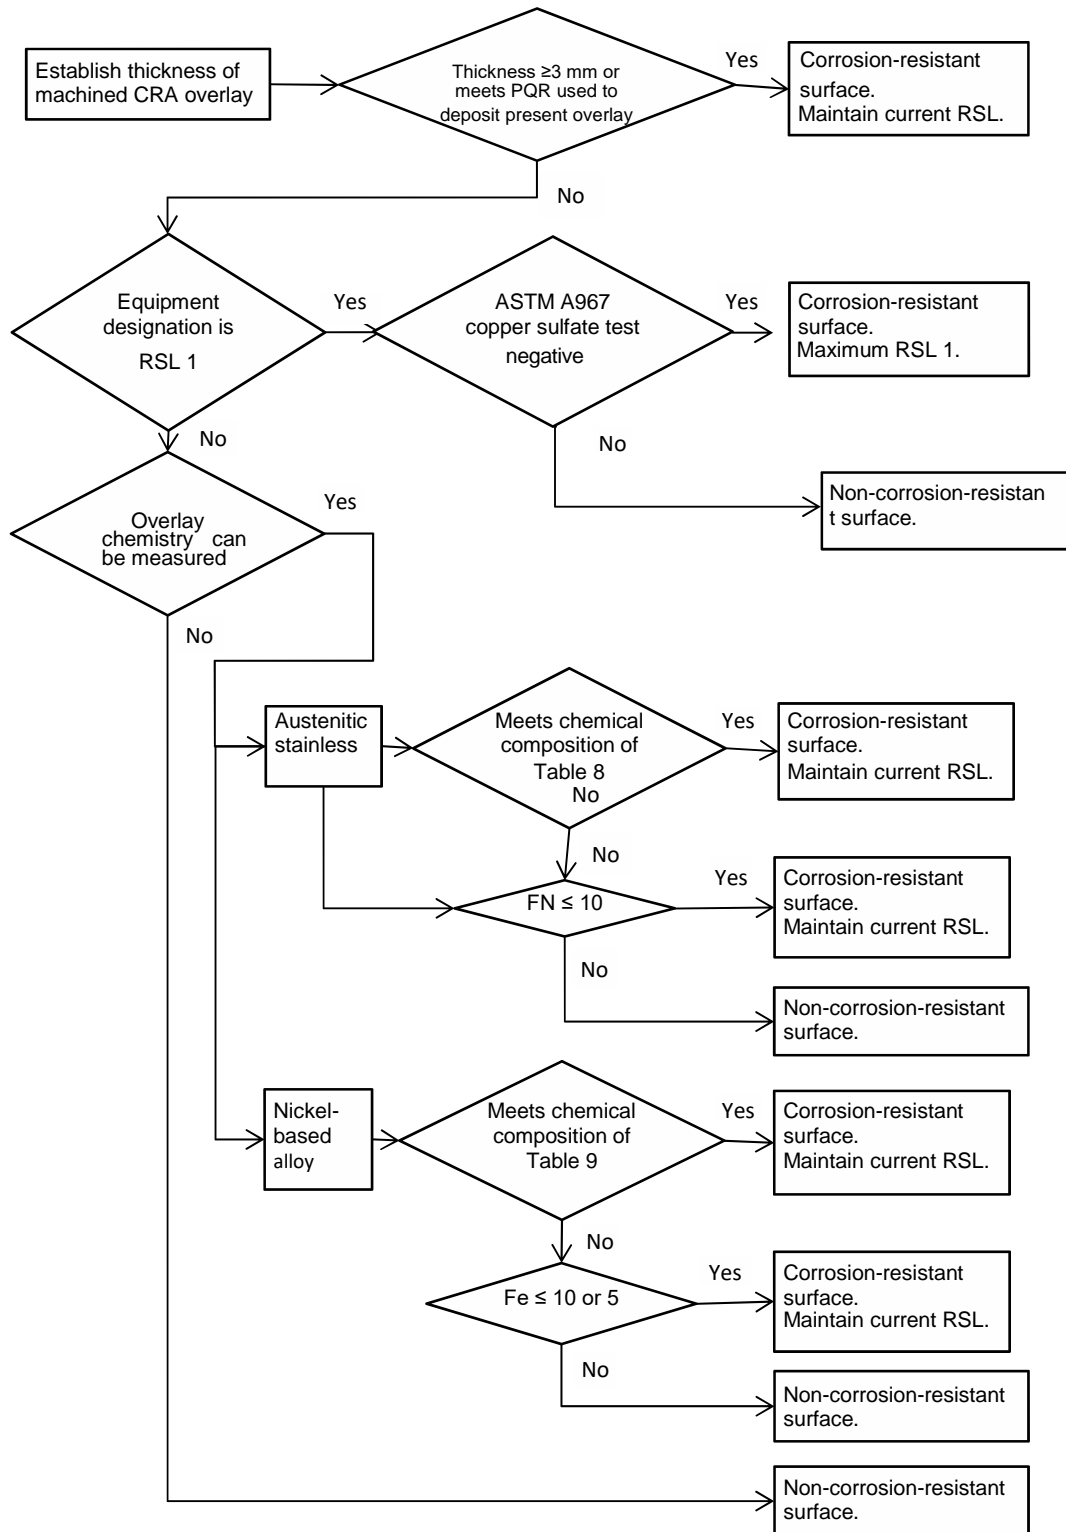 Establish thickness of
machined CRA overlay
Thickness ≥3 mm or
meets PQR used to
deposit present overlay
Yes
Corrosion-resistant
surface.
Maintain current RSL.
No
Equipment
designation is
RSL 1
Yes
ASTM A967
copper sulfate test
negative
Yes
Corrosion-resistant
surface.
Maximum RSL 1.
No
No
Non-corrosion-resistan
t surface.
Overlay
chemistry can
be measured
Yes
No
Austenitic
stainless
Meets chemical
composition of
Table 8
No
Yes
Corrosion-resistant
surface.
Maintain current RSL.
No
FN ≤ 10
Yes
Corrosion-resistant
surface.
Maintain current RSL.
No
Non-corrosion-resistant
surface.
Nickel-
based
alloy
Meets chemical
composition of
Table 9
Yes
Corrosion-resistant
surface.
Maintain current RSL.
No
Fe ≤ 10 or 5
Yes
Corrosion-resistant
surface.
Maintain current RSL.
No
Non-corrosion-resistant
surface.
Non-corrosion-resistant
surface.